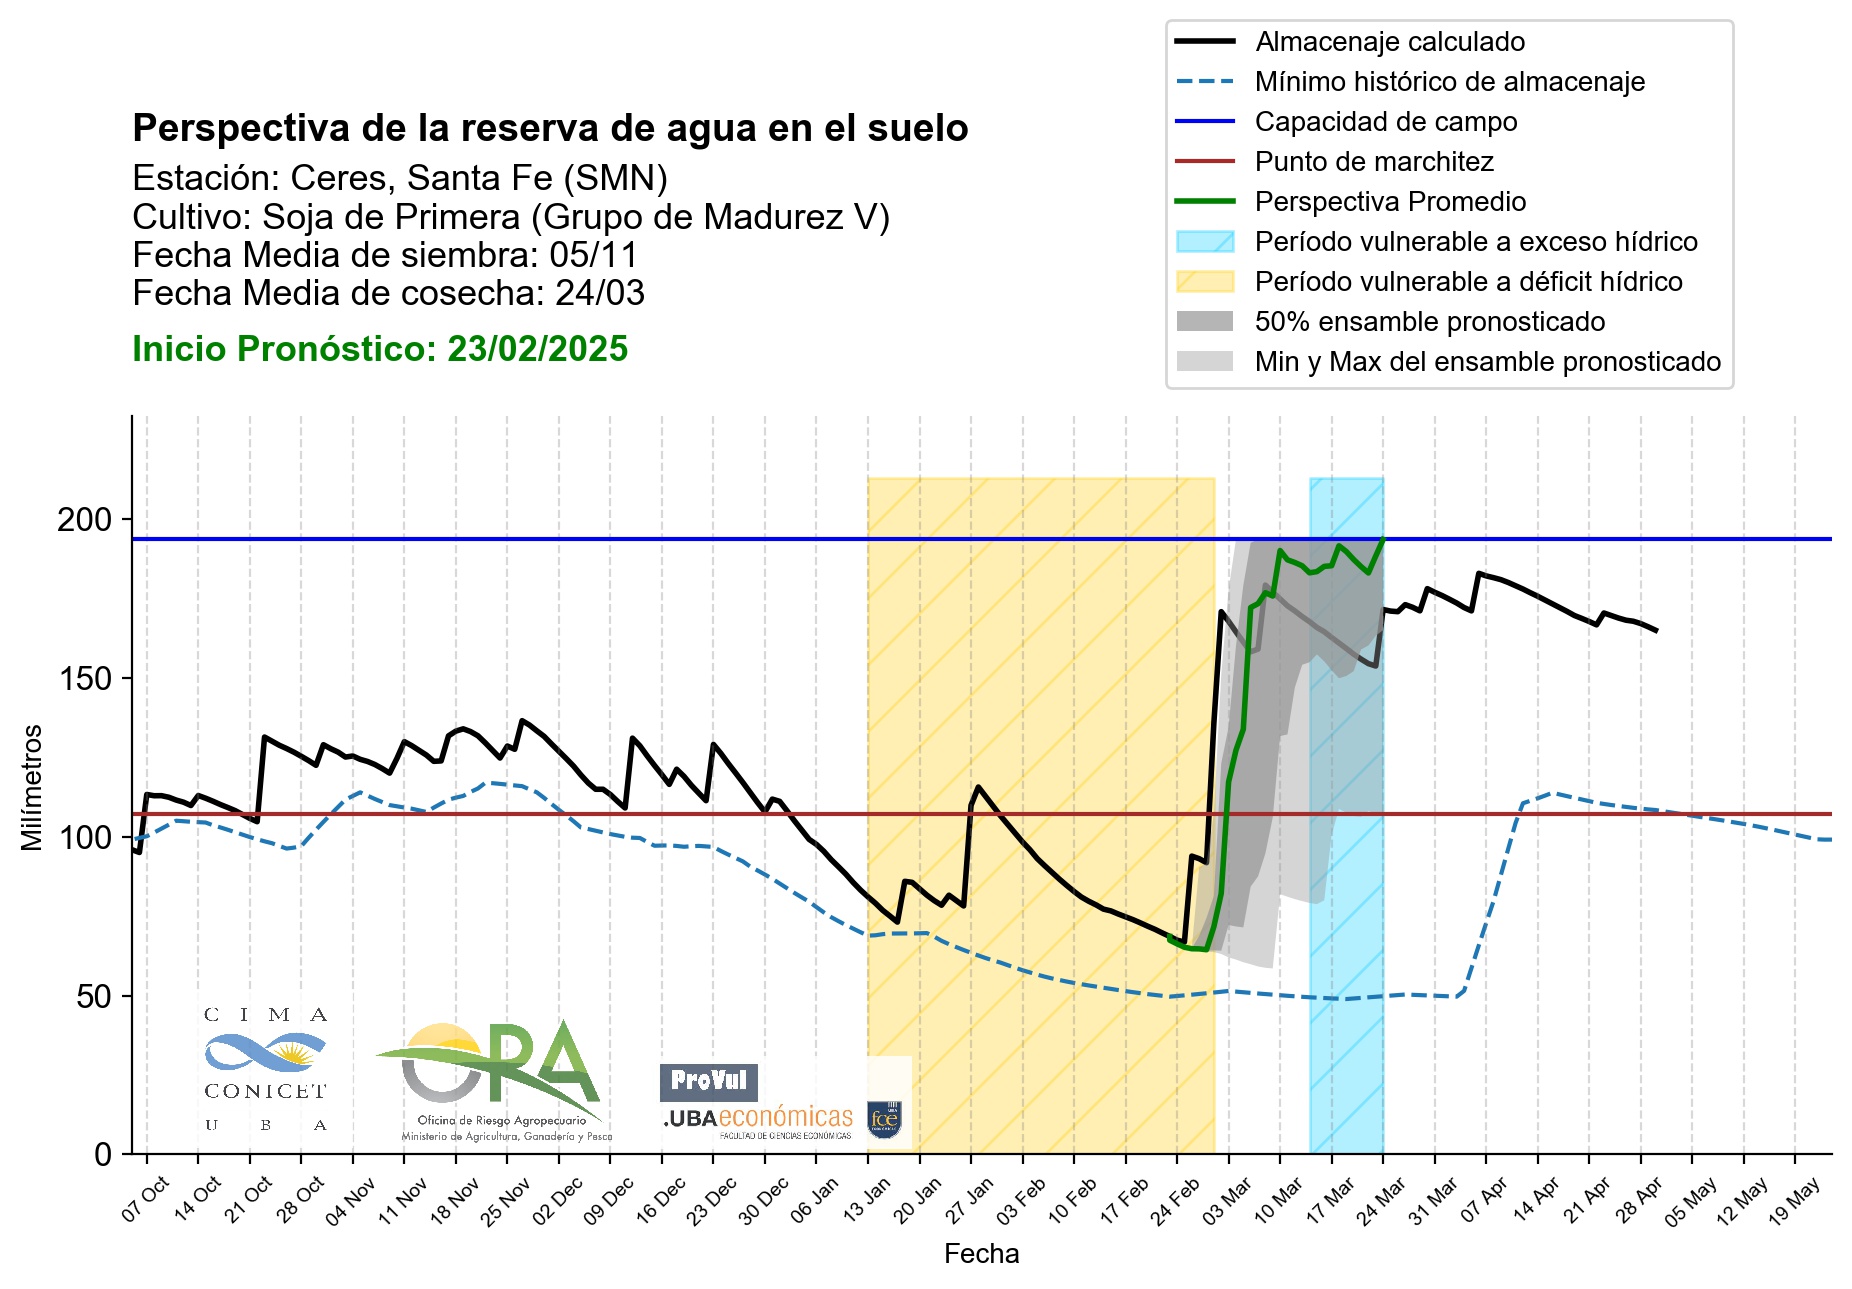 Almacenaje calculado
Mínimo histórico de almacenaje
Capacidad de campo
Punto de marchitez
Perspectiva Promedio
Período vulnerable a exceso hídrico
Período vulnerable a déficit hídrico
50% ensamble pronosticado
Min y Max del ensamble pronosticado
Perspectiva de la reserva de agua en el suelo
Estación: Ceres, Santa Fe (SMN)
Cultivo: Soja de Primera (Grupo de Madurez V)
Fecha Media de siembra: 05/11
Fecha Media de cosecha: 24/03
Inicio Pronóstico: 23/02/2025
Milímetros
200
150
100
50
0
CIMA
CONICET
U B A
ORA
Oficina de Riesgo Agropecuario
Ministerio de Agricultura, Ganadería y Pesca
ProVul
.UBAeconómicas
FACULTAD DE CIENCIAS ECONÓMICAS
UBA
fce
07 Oct
14 Oct
21 Oct
28 Oct
04 Nov
11 Nov
18 Nov
25 Nov
02 Dec
09 Dec
16 Dec
23 Dec
30 Dec
06 Jan
13 Jan
20 Jan
27 Jan
03 Feb
10 Feb
17 Feb
24 Feb
03 Mar
10 Mar
17 Mar
24 Mar
31 Mar
07 Apr
14 Apr
21 Apr
28 Apr
05 May
12 May
19 May
Fecha